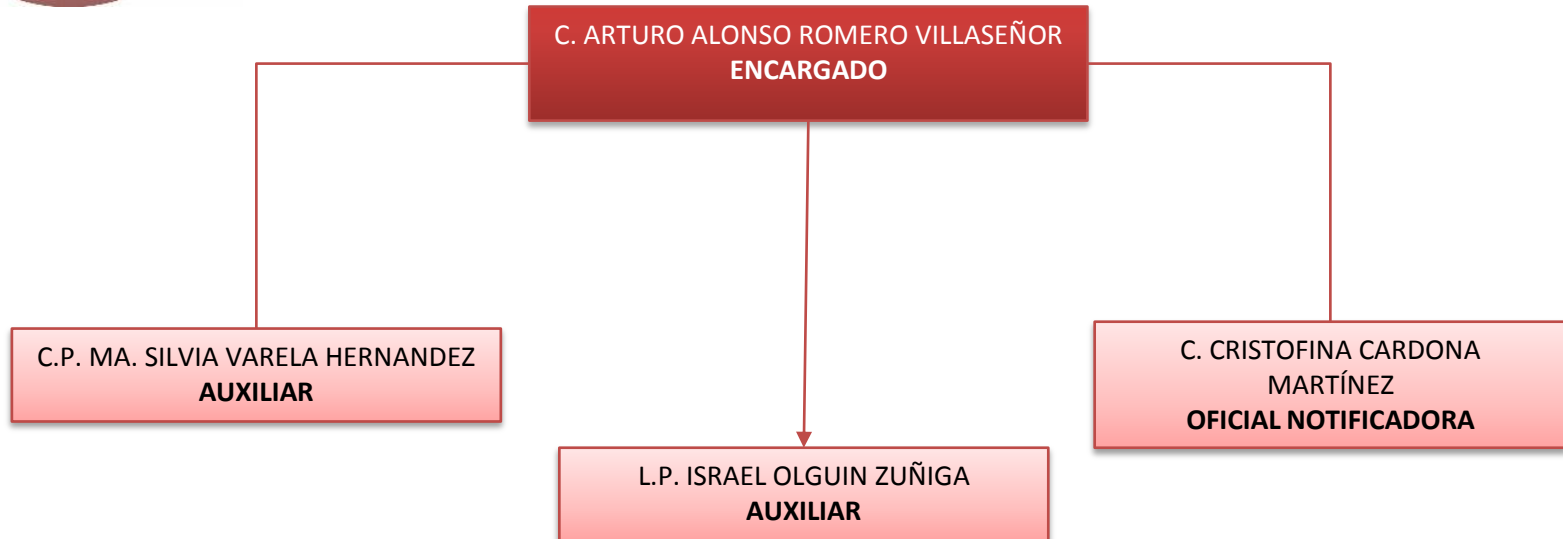 C. ARTURO ALONSO ROMERO VILLASEÑOR
ENCARGADO
C.P. MA. SILVIA VARELA HERNANDEZ
AUXILIAR
C. CRISTOFINA CARDONA
MARTÍNEZ
OFICIAL NOTIFICADORA
L.P. ISRAEL OLGUIN ZUÑIGA
AUXILIAR